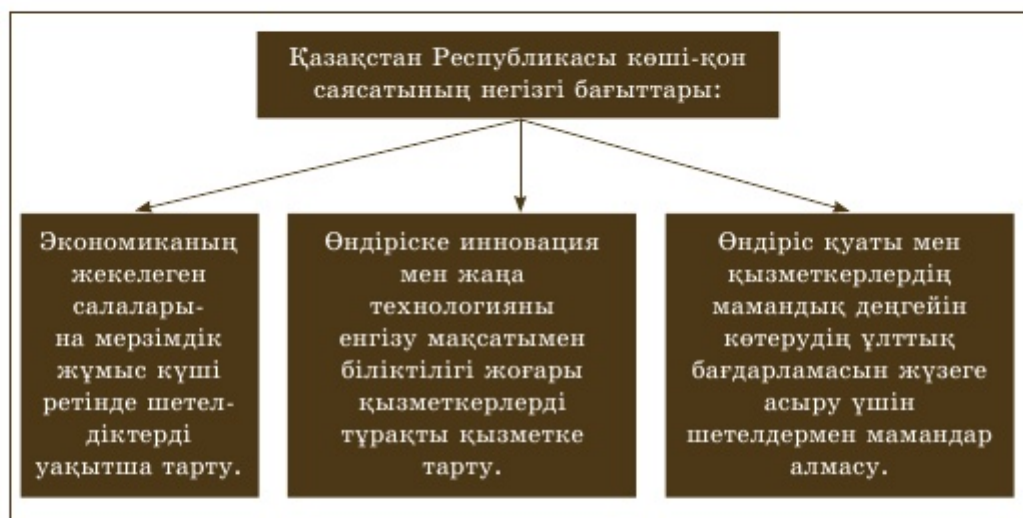 Қазақстан Республикасы көші-қон
саясатының негізгі бағыттары:
Экономиканың
жекелеген
салалары-
на мерзімдік
жұмыс күші
ретінде шетел-
діктерді
уақытша тарту.
Өндіріске инновация
мен жаңа
технологияны
енгізу мақсатымен
біліктілігі жоғары
қызметкерлерді
тұрақты қызметке
тарту.
Өндіріс қуаты мен
қызметкерлердің
мамандық деңгейін
көтерудің ұлттық
бағдарламасын жүзеге
асыру үшін
шетелдермен мамандар
алмасу.